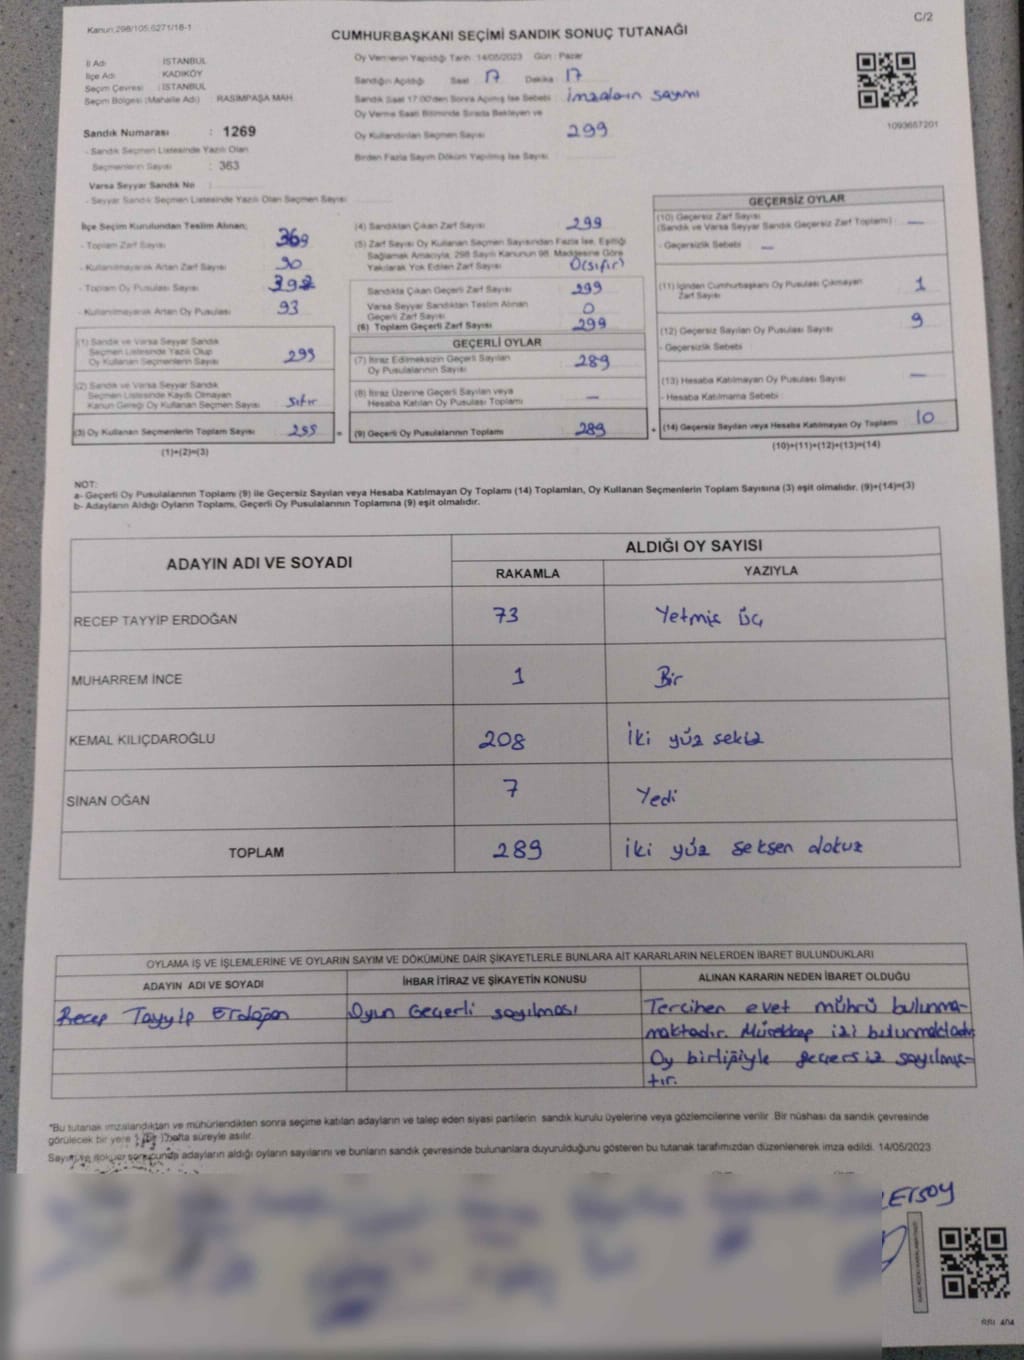 Kanun:298/105,6271/18-1
C/2
CUMHURBAŞKANI SEÇİMİ SANDIK SONUÇ TUTANAĞI
İl Adı : İSTANBUL
İlçe Adı : KADIKÖY
Seçim Çevresi : İSTANBUL
Seçim Bölgesi (Mahalle Adı) RASİMPAŞA MAH.
Sandık Numarası : 1269
- Sandık Seçmen Listesinde Yazılı Olan
Seçmenlerin Sayısı : 363
Varsa Seyyar Sandık No :
- Seyyar Sandık Seçmen Listesinde Yazılı Olan Seçmen Sayısı
Oy Vermenin Yapıldığı Tarih : 14/05/2023 Gün : Pazar
Sandığın Açıldığı Saat 17 Dakika : 17
Sandık Saat 17:00'den Sonra Açılmış İse Sebebi : imzaların sayımı
Oy Verme Saati Bitiminde Sırada Bekleyen ve
Oy Kullandırılan Seçmen Sayısı 299
Birden Fazla Sayım Döküm Yapılmış İse Sayısı
1093657201
İlçe Seçim Kurulundan Teslim Alınan;
- Toplam Zarf Sayısı 369
- Kullanılmayarak Artan Zarf Sayısı
- Toplam Oy Pusulası Sayısı
- Kullanılmayarak Artan Oy Pusulası 93
(1) Sandık ve Varsa Seyyar Sandık
Seçmen Listesinde Yazılı Olup
Oy Kullanan Seçmenlerin Sayısı 299
(2) Sandık ve Varsa Seyyar Sandık
Seçmen Listesinde Kayıtlı Olmayan
Kanun Gereği Oy Kullanan Seçmen Sayısı sıfır
(3) Oy Kullanan Seçmenlerin Toplam Sayısı 299 =
(1)+(2)=(3)
(4) Sandıktan Çıkan Zarf Sayısı 299
(5) Zarf Sayısı Oy Kullanan Seçmen Sayısından Fazla İse, Eşitliği
Sağlamak Amacıyla, 298 Sayılı Kanunun 98. Maddesine Göre
Yakılarak Yok Edilen Zarf Sayısı 0(sıfır)
Sandıkta Çıkan Geçerli Zarf Sayısı 299
Varsa Seyyar Sandıktan Teslim Alınan
Geçerli Zarf Sayısı 0
(6) Toplam Geçerli Zarf Sayısı 299
GEÇERLİ OYLAR
(7) İtiraz Edilmeksizin Geçerli Sayılan
Oy Pusulalarının Sayısı 289
(8) İtiraz Üzerine Geçerli Sayılan veya
Hesaba Katılan Oy Pusulası Toplamı —
(9) Geçerli Oy Pusulalarının Toplamı 289 +
GEÇERSİZ OYLAR
(10) Geçersiz Zarf Sayısı
(Sandık ve Varsa Seyyar Sandık Geçersiz Zarf Toplamı) —
- Geçersizlik Sebebi —
(11) İçinden Cumhurbaşkanı Oy Pusulası Çıkmayan
Zarf Sayısı 1
(12) Geçersiz Sayılan Oy Pusulası Sayısı 9
- Geçersizlik Sebebi
(13) Hesaba Katılmayan Oy Pusulası Sayısı —
- Hesaba Katılmama Sebebi
(14) Geçersiz Sayılan veya Hesaba Katılmayan Oy Toplamı 10
(10)+(11)+(12)+(13)=(14)
NOT:
a- Geçerli Oy Pusulalarının Toplamı (9) ile Geçersiz Sayılan veya Hesaba Katılmayan Oy Toplamı (14) Toplamları, Oy Kullanan Seçmenlerin Toplam Sayısına (3) eşit olmalıdır. (9)+(14)=(3)
b- Adayların Aldığı Oyların Toplamı, Geçerli Oy Pusulalarının Toplamına (9) eşit olmalıdır.
ADAYIN ADI VE SOYADI
ALDIĞI OY SAYISI
RAKAMLA YAZIYLA
RECEP TAYYİP ERDOĞAN 73 Yetmiş üç
MUHARREM İNCE 1 Bir
KEMAL KILIÇDAROĞLU 208 İki yüz sekiz
SİNAN OĞAN 7 Yedi
TOPLAM 289 İki yüz seksen dokuz
OYLAMA İŞ VE İŞLEMLERİNE VE OYLARIN SAYIM VE DÖKÜMÜNE DAİR ŞİKAYETLERLE BUNLARA AİT KARARLARIN NELERDEN İBARET BULUNDUKLARI
ADAYIN ADI VE SOYADI İHBAR İTİRAZ VE ŞİKAYETİN KONUSU ALINAN KARARIN NEDEN İBARET OLDUĞU
Recep Tayyip Erdoğan Oyun Geçerli sayılması Tercihen evet mührü bulunma-
maktadır. Mürekkep izi bulunmaktadır
Oy birliğiyle geçersiz sayılmış-
tır.
*Bu tutanak imzalandıktan ve mühürlendikten sonra seçime katılan adayların ve talep eden siyasi partilerin sandık kurulu üyelerine veya gözlemcilerine verilir. Bir nüshası da sandık çevresinde
görülecek bir yere 1 (Bir) hafta süreyle asılır.
Sayım ve döküm sonucunda adayların aldığı oyların sayılarını ve bunların sandık çevresinde bulunanlara duyurulduğunu gösteren bu tutanak tarafımızdan düzenlenerek imza edildi. 14/05/2023
ERSOY